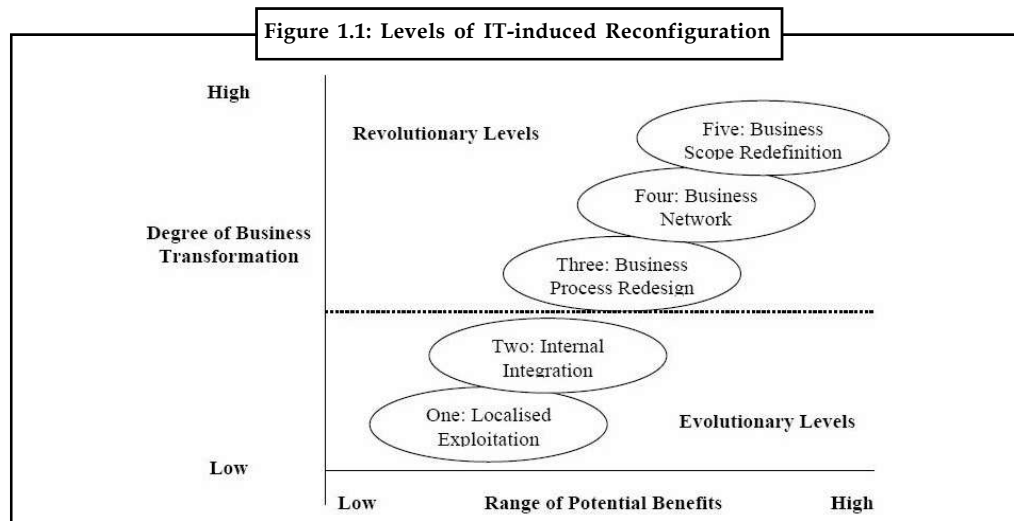 Figure 1.1: Levels of IT-induced Reconfiguration
High
Revolutionary Levels
Five: Business
Scope Redefinition
Four: Business
Network
Degree of Business
Transformation
Three: Business
Process Redesign
Two: Internal
Integration
One: Localised
Exploitation
Evolutionary Levels
Low
Low Range of Potential Benefits High